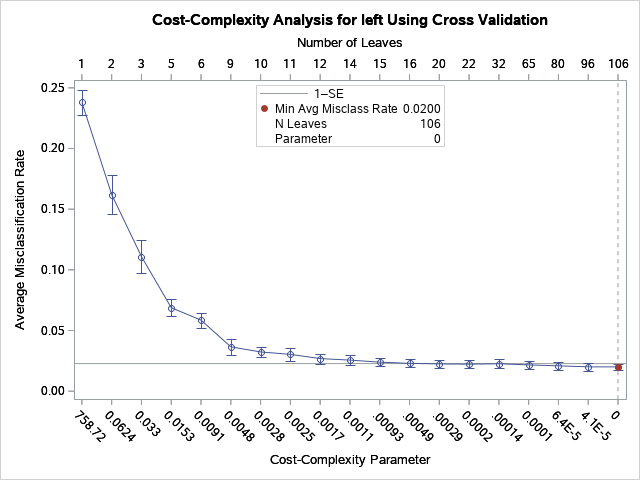 Cost-Complexity Analysis for left Using Cross Validation
Number of Leaves
1 2 3 5 6 9 10 11 12 14 15 16 20 22 32 65 80 96 106
1−SE
Min Avg Misclass Rate 0.0200
N Leaves 106
Parameter 0
Average Misclassification Rate
0.25
0.20
0.15
0.10
0.05
0.00
758.72 0.0624 0.033 0.0153 0.0091 0.0048 0.0028 0.0025 0.0017 0.0011 .00093 .00049 .00029 0.0002 .00014 0.0001 6.4E-5 4.1E-5 0
Cost-Complexity Parameter